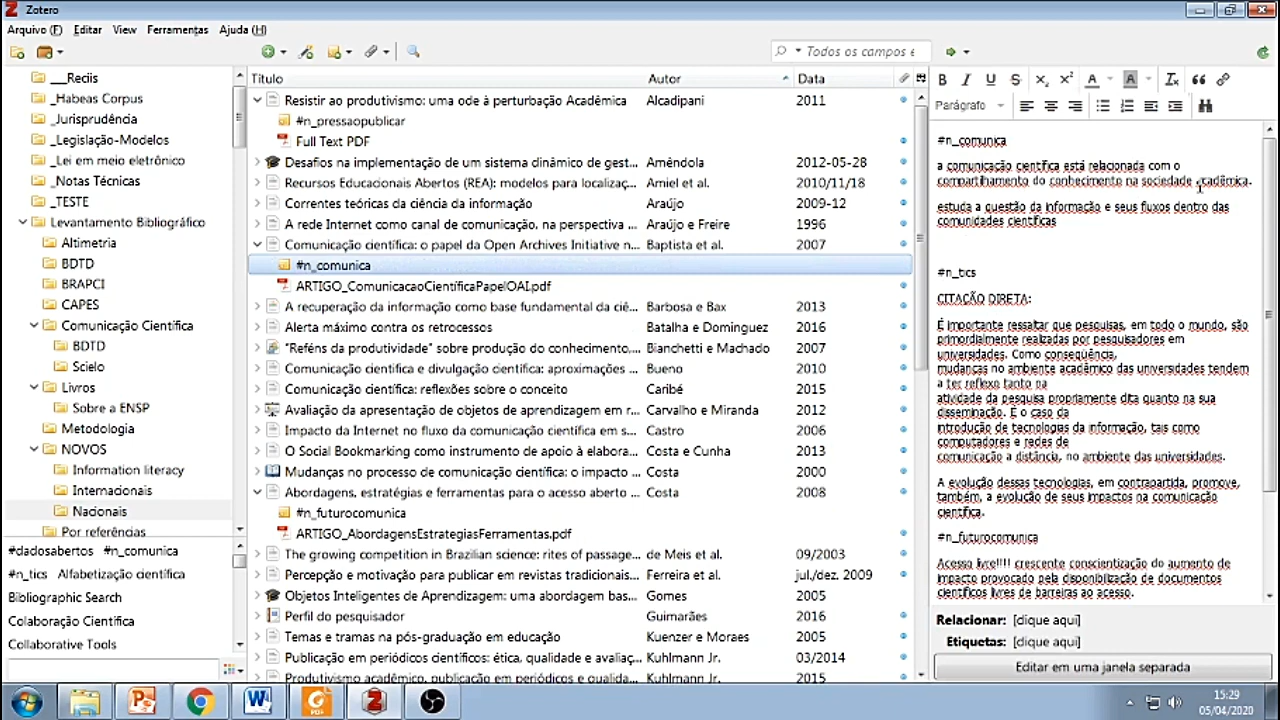 Zotero
Arquivo (F) Editar View Ferramentas Ajuda (H)
Todos os campos e
___Reciis
_Habeas Corpus
_Jurisprudência
_Legislação-Modelos
_Lei em meio eletrônico
_Notas Técnicas
_TESTE
Levantamento Bibliográfico
Altimetria
BDTD
BRAPCI
CAPES
Comunicação Científica
BDTD
Scielo
Livros
Sobre a ENSP
Metodologia
NOVOS
Information literacy
Internacionais
Nacionais
Por referências
#dadosabertos #n_comunica
#n_tics Alfabetização científica
Bibliographic Search
Colaboração Científica
Collaborative Tools
Título Autor Data
Resistir ao produtivismo: uma ode à perturbação Acadêmica Alcadipani 2011
#n_pressaopublicar
Full Text PDF
Desafios na implementação de um sistema dinâmico de gest... Amêndola 2012-05-28
Recursos Educacionais Abertos (REA): modelos para localizaç... Amiel et al. 2010/11/18
Correntes teóricas da ciência da informação Araújo 2009-12
A rede Internet como canal de comunicação, na perspectiva ... Araújo e Freire 1996
Comunicação científica: o papel da Open Archives Initiative n... Baptista et al. 2007
#n_comunica
ARTIGO_ComunicacaoCientíficaPapelOAI.pdf
A recuperação da informação como base fundamental da ciê... Barbosa e Bax 2013
Alerta máximo contra os retrocessos Batalha e Dominguez 2016
"Reféns da produtividade" sobre produção do conhecimento,... Bianchetti e Machado 2007
Comunicação científica e divulgação científica: aproximações ... Bueno 2010
Comunicação científica: reflexões sobre o conceito Caribé 2015
Avaliação da apresentação de objetos de aprendizagem em r... Carvalho e Miranda 2012
Impacto da Internet no fluxo da comunicação científica em s... Castro 2006
O Social Bookmarking como instrumento de apoio à elabora... Costa e Cunha 2013
Mudanças no processo de comunicação científica: o impacto ... Costa 2000
Abordagens, estratégias e ferramentas para o acesso aberto ... Costa 2008
#n_futurocomunica
ARTIGO_AbordagensEstrategiasFerramentas.pdf
The growing competition in Brazilian science: rites of passage... de Meis et al. 09/2003
Percepção e motivação para publicar em revistas tradicionais... Ferreira et al. jul./dez. 2009
Objetos Inteligentes de Aprendizagem: uma abordagem bas... Gomes 2005
Perfil do pesquisador Guimarães 2016
Temas e tramas na pós-graduação em educação Kuenzer e Moraes 2005
Publicação em periódicos científicos: ética, qualidade e avaliaç... Kuhlmann Jr. 03/2014
Produtivismo acadêmico, publicação em periódicos e qualida... Kuhlmann Jr. 2015
Parágrafo
#n_comunica
a comunicação científica está relacionada com o
compartilhamento do conhecimento na sociedade acadêmica.
estuda a questão da informação e seus fluxos dentro das
comunidades científicas
#n_tics
CITAÇÃO DIRETA:
É importante ressaltar que pesquisas, em todo o mundo, são
primordialmente realizadas por pesquisadores em
universidades. Como conseqüência,
mudanças no ambiente acadêmico das universidades tendem
a ter reflexo tanto na
atividade da pesquisa propriamente dita quanto na sua
disseminação. É o caso da
introdução de tecnologias da informação, tais como
computadores e redes de
comunicação a distância, no ambiente das universidades.
A evolução dessas tecnologias, em contrapartida, promove,
também, a evolução de seus impactos na comunicação
científica.
#n_futurocomunica
Acesso livre!!!! crescente conscientização do aumento de
impacto provocado pela disponibilização de documentos
científicos livres de barreiras ao acesso.
Relacionar: [clique aqui]
Etiquetas: [clique aqui]
Editar em uma janela separada
15:29
05/04/2020